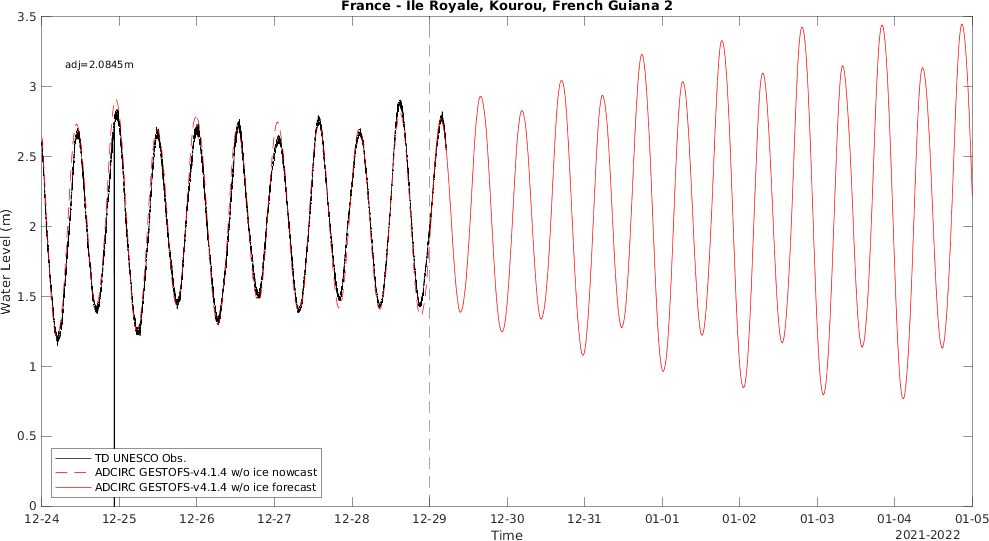 France - Ile Royale, Kourou, French Guiana 2
adj=2.0845m
Water Level (m)
3.5
3
2.5
2
1.5
1
0.5
0
TD UNESCO Obs.
ADCIRC GESTOFS-v4.1.4 w/o ice nowcast
ADCIRC GESTOFS-v4.1.4 w/o ice forecast
12-24 12-25 12-26 12-27 12-28 12-29 12-30 12-31 01-01 01-02 01-03 01-04 01-05
Time
2021-2022